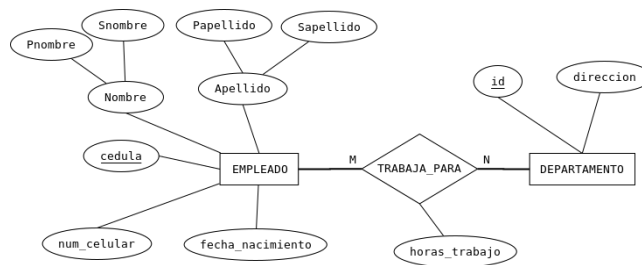 Snombre
Papellido
Sapellido
Pnombre
Nombre
Apellido
id
direccion
cedula
EMPLEADO
M
TRABAJA_PARA
N
DEPARTAMENTO
num_celular
fecha_nacimiento
horas_trabajo